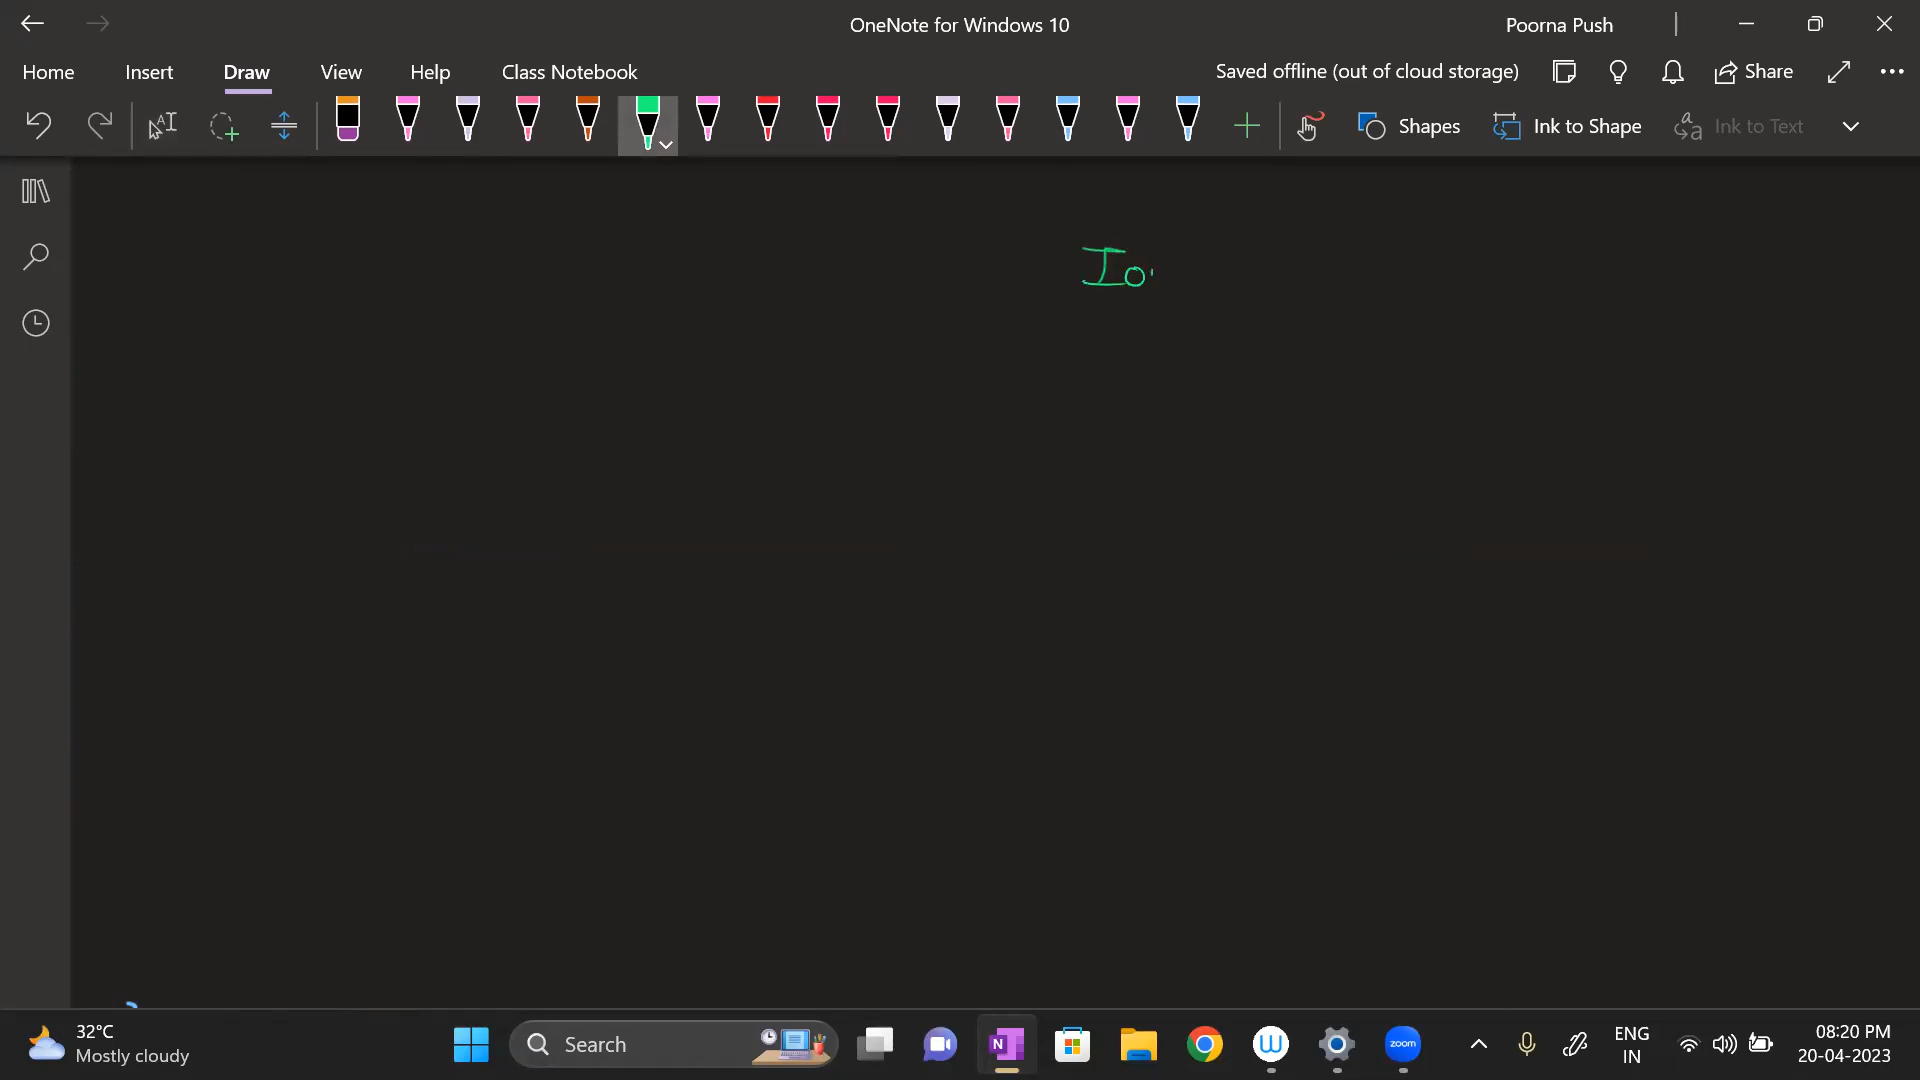 OneNote for Windows 10
Poorna Push
Home Insert Draw View Help Class Notebook
Saved offline (out of cloud storage) Share
Shapes Ink to Shape Ink to Text
Io
32°C
Mostly cloudy
Search
zoom
ENG
IN
08:20 PM
20-04-2023